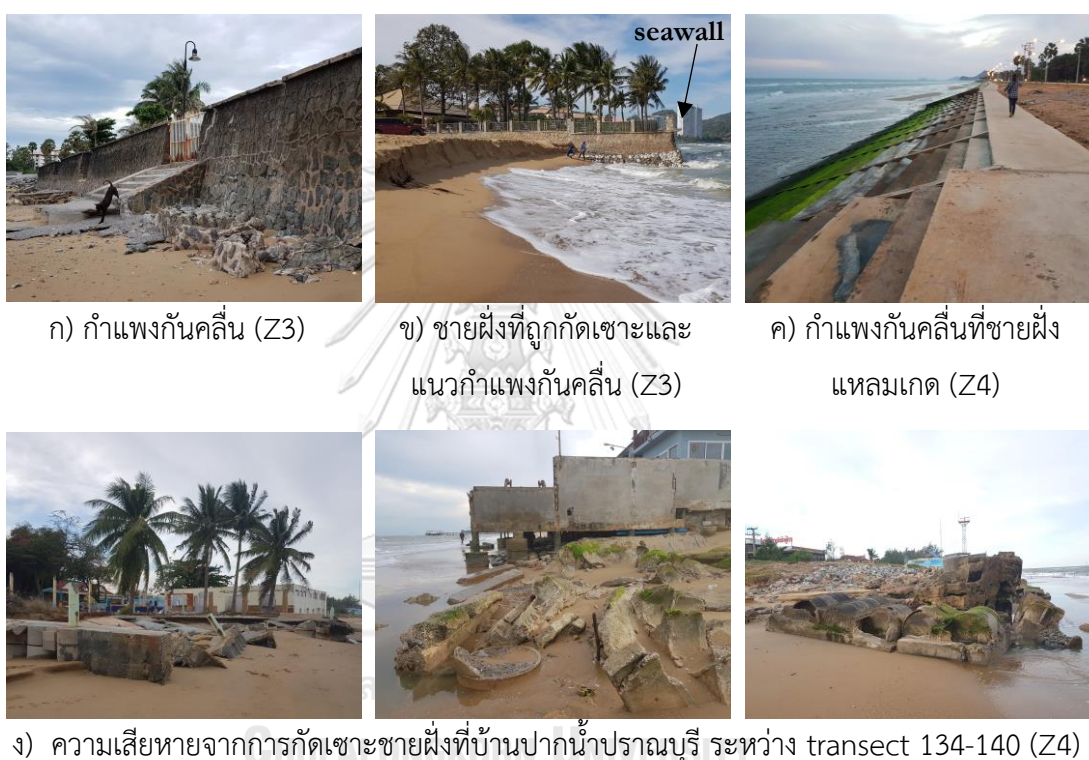 seawall
ก) กำแพงกันคลื่น (Z3)
ข) ชายฝั่งที่ถูกกัดเซาะและ
แนวกำแพงกันคลื่น (Z3)
ค) กำแพงกันคลื่นที่ชายฝั่ง
แหลมเกด (Z4)
ง) ความเสียหายจากการกัดเซาะชายฝั่งที่บ้านปากน้ำปราณบุรี ระหว่าง transect 134-140 (Z4)